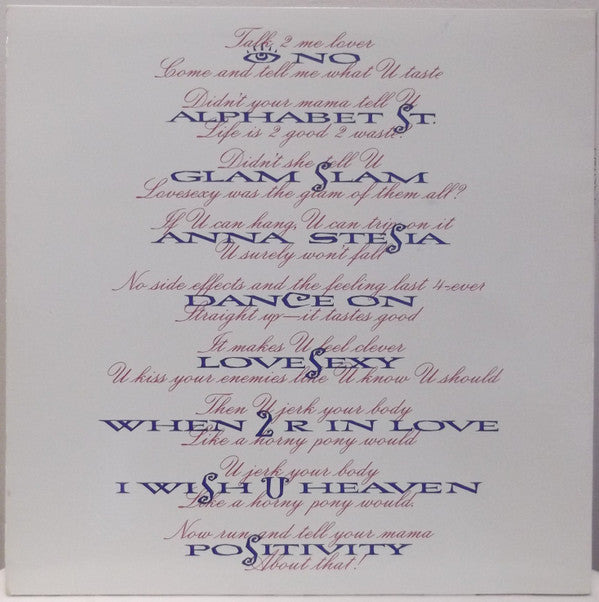 Talk 2 me lover
👁 NO
Come and tell me what U taste
Didn't your mama tell U
ALPHABET ST.
Life is 2 good 2 waste?
Didn't she tell U
GLAM SLAM
Lovesexy was the glam of them all?
If U can hang, U can trip on it
ANNA STESIA
U surely won't fall
No side effects and the feeling last 4-ever
DANCE ON
Straight up—it tastes good
It makes U feel clever
LOVESEXY
U kiss your enemies like U know U should
Then U jerk your body
WHEN 2 R IN LOVE
Like a horny pony would
U jerk your body
I WISH U HEAVEN
Like a horny pony would.
Now run and tell your mama
POSITIVITY
About that!